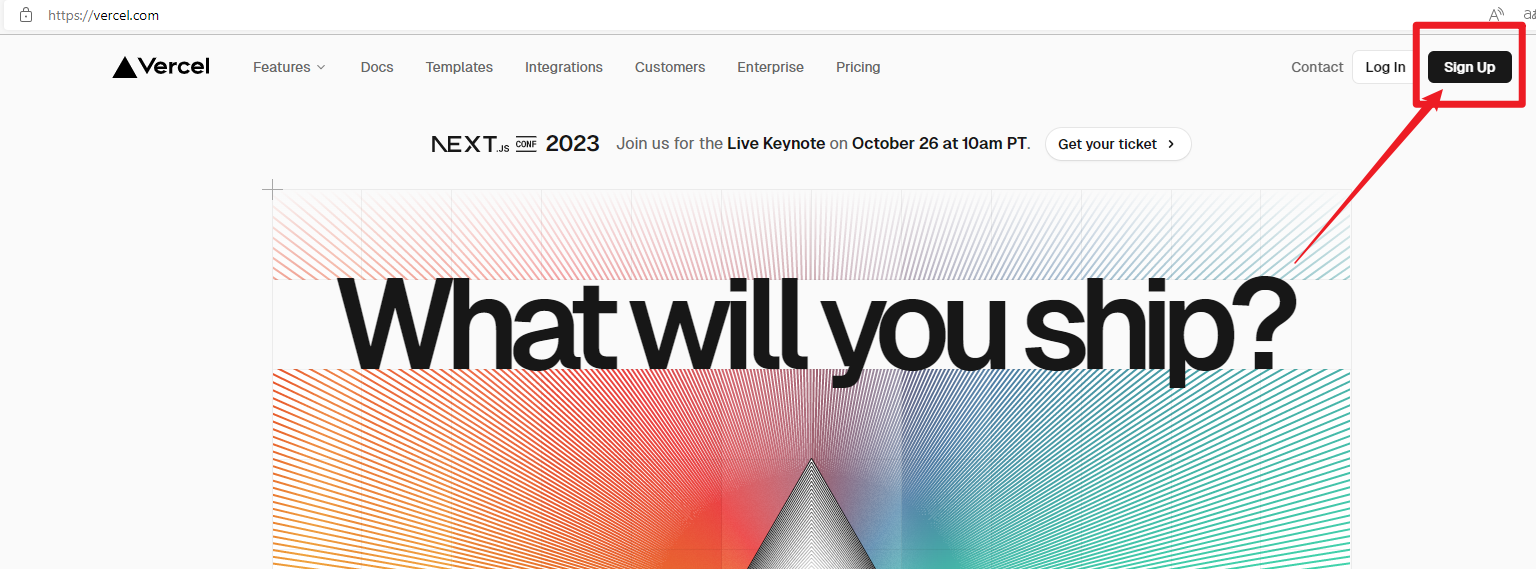 https://vercel.com
Vercel Features Docs Templates Integrations Customers Enterprise Pricing Contact Log In Sign Up
NEXT.JS CONF 2023 Join us for the Live Keynote on October 26 at 10am PT. Get your ticket
What will you ship?